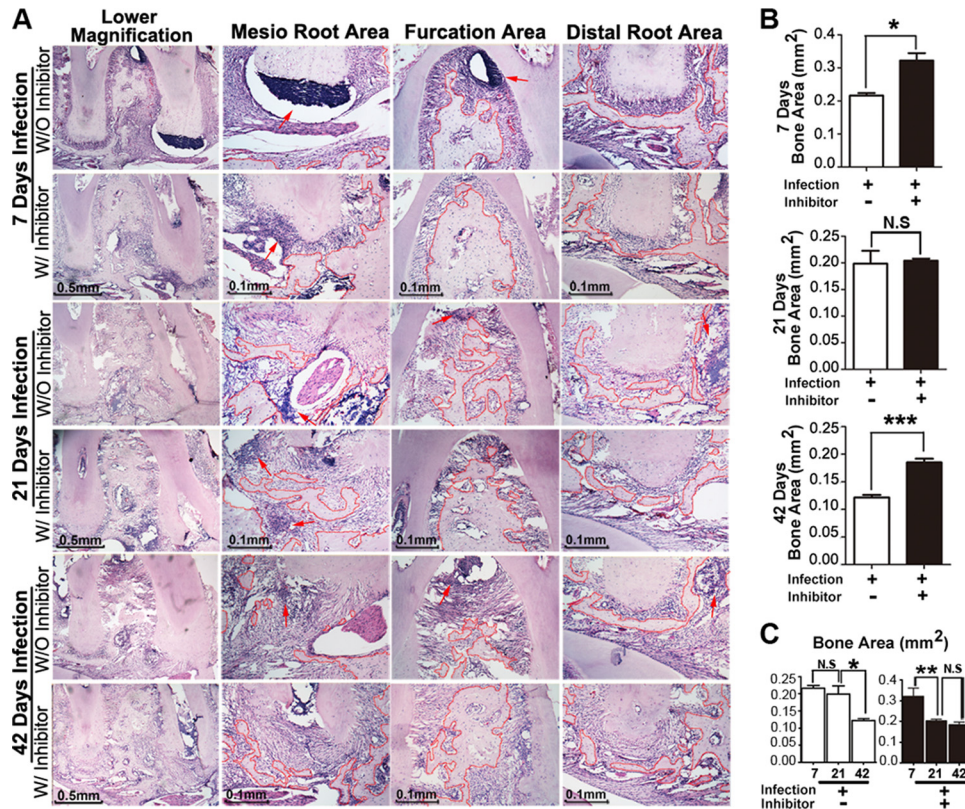 A
Lower Magnification
Mesio Root Area
Furcation Area
Distal Root Area
7 Days Infection
W/O Inhibitor
W/ Inhibitor
0.5mm
0.1mm
0.1mm
0.1mm
21 Days Infection
W/O Inhibitor
W/ Inhibitor
0.5mm
0.1mm
0.1mm
0.1mm
42 Days Infection
W/O Inhibitor
W/ Inhibitor
0.5mm
0.1mm
0.1mm
0.1mm
B
7 Days
Bone Area (mm2)
0.4
0.3
0.2
0.1
0.0
*
Infection + +
Inhibitor - +
21 Days
Bone Area (mm2)
0.25
0.20
0.15
0.10
0.05
0.00
N.S
Infection + +
Inhibitor - +
42 Days
Bone Area (mm2)
0.25
0.20
0.15
0.10
0.05
0.00
***
Infection + +
Inhibitor - +
C
Bone Area (mm2)
0.25
0.20
0.15
0.10
0.05
0.00
N.S *
7 21 42
0.4
0.3
0.2
0.1
0.0
** N.S
7 21 42
Infection + +
Inhibitor - +